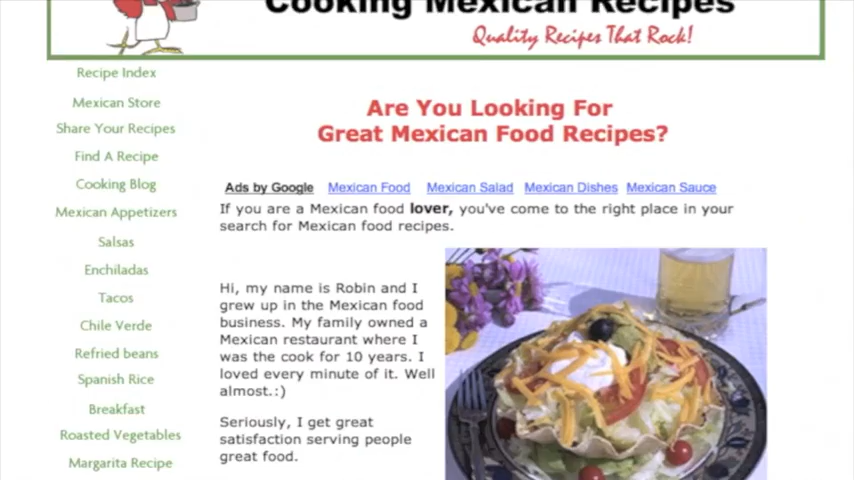 Cooking Mexican Recipes
Quality Recipes That Rock!
Recipe Index
Mexican Store
Share Your Recipes
Find A Recipe
Cooking Blog
Mexican Appetizers
Salsas
Enchiladas
Tacos
Chile Verde
Refried beans
Spanish Rice
Breakfast
Roasted Vegetables
Margarita Recipe
Are You Looking For
Great Mexican Food Recipes?
Ads by Google Mexican Food Mexican Salad Mexican Dishes Mexican Sauce
If you are a Mexican food lover, you've come to the right place in your
search for Mexican food recipes.
Hi, my name is Robin and I
grew up in the Mexican food
business. My family owned a
Mexican restaurant where I
was the cook for 10 years. I
loved every minute of it. Well
almost.:)
Seriously, I get great
satisfaction serving people
great food.